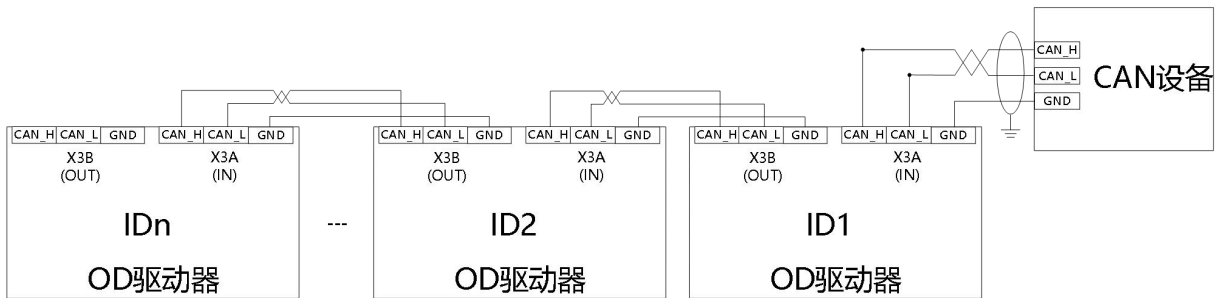 CAN_H
CAN_L
GND
CAN设备
CAN_H CAN_L GND
CAN_H CAN_L GND
CAN_H CAN_L GND
CAN_H CAN_L GND
CAN_H CAN_L GND
CAN_H CAN_L GND
X3B
(OUT)
X3A
(IN)
X3B
(OUT)
X3A
(IN)
X3B
(OUT)
X3A
(IN)
IDn
---
ID2
ID1
OD驱动器
OD驱动器
OD驱动器